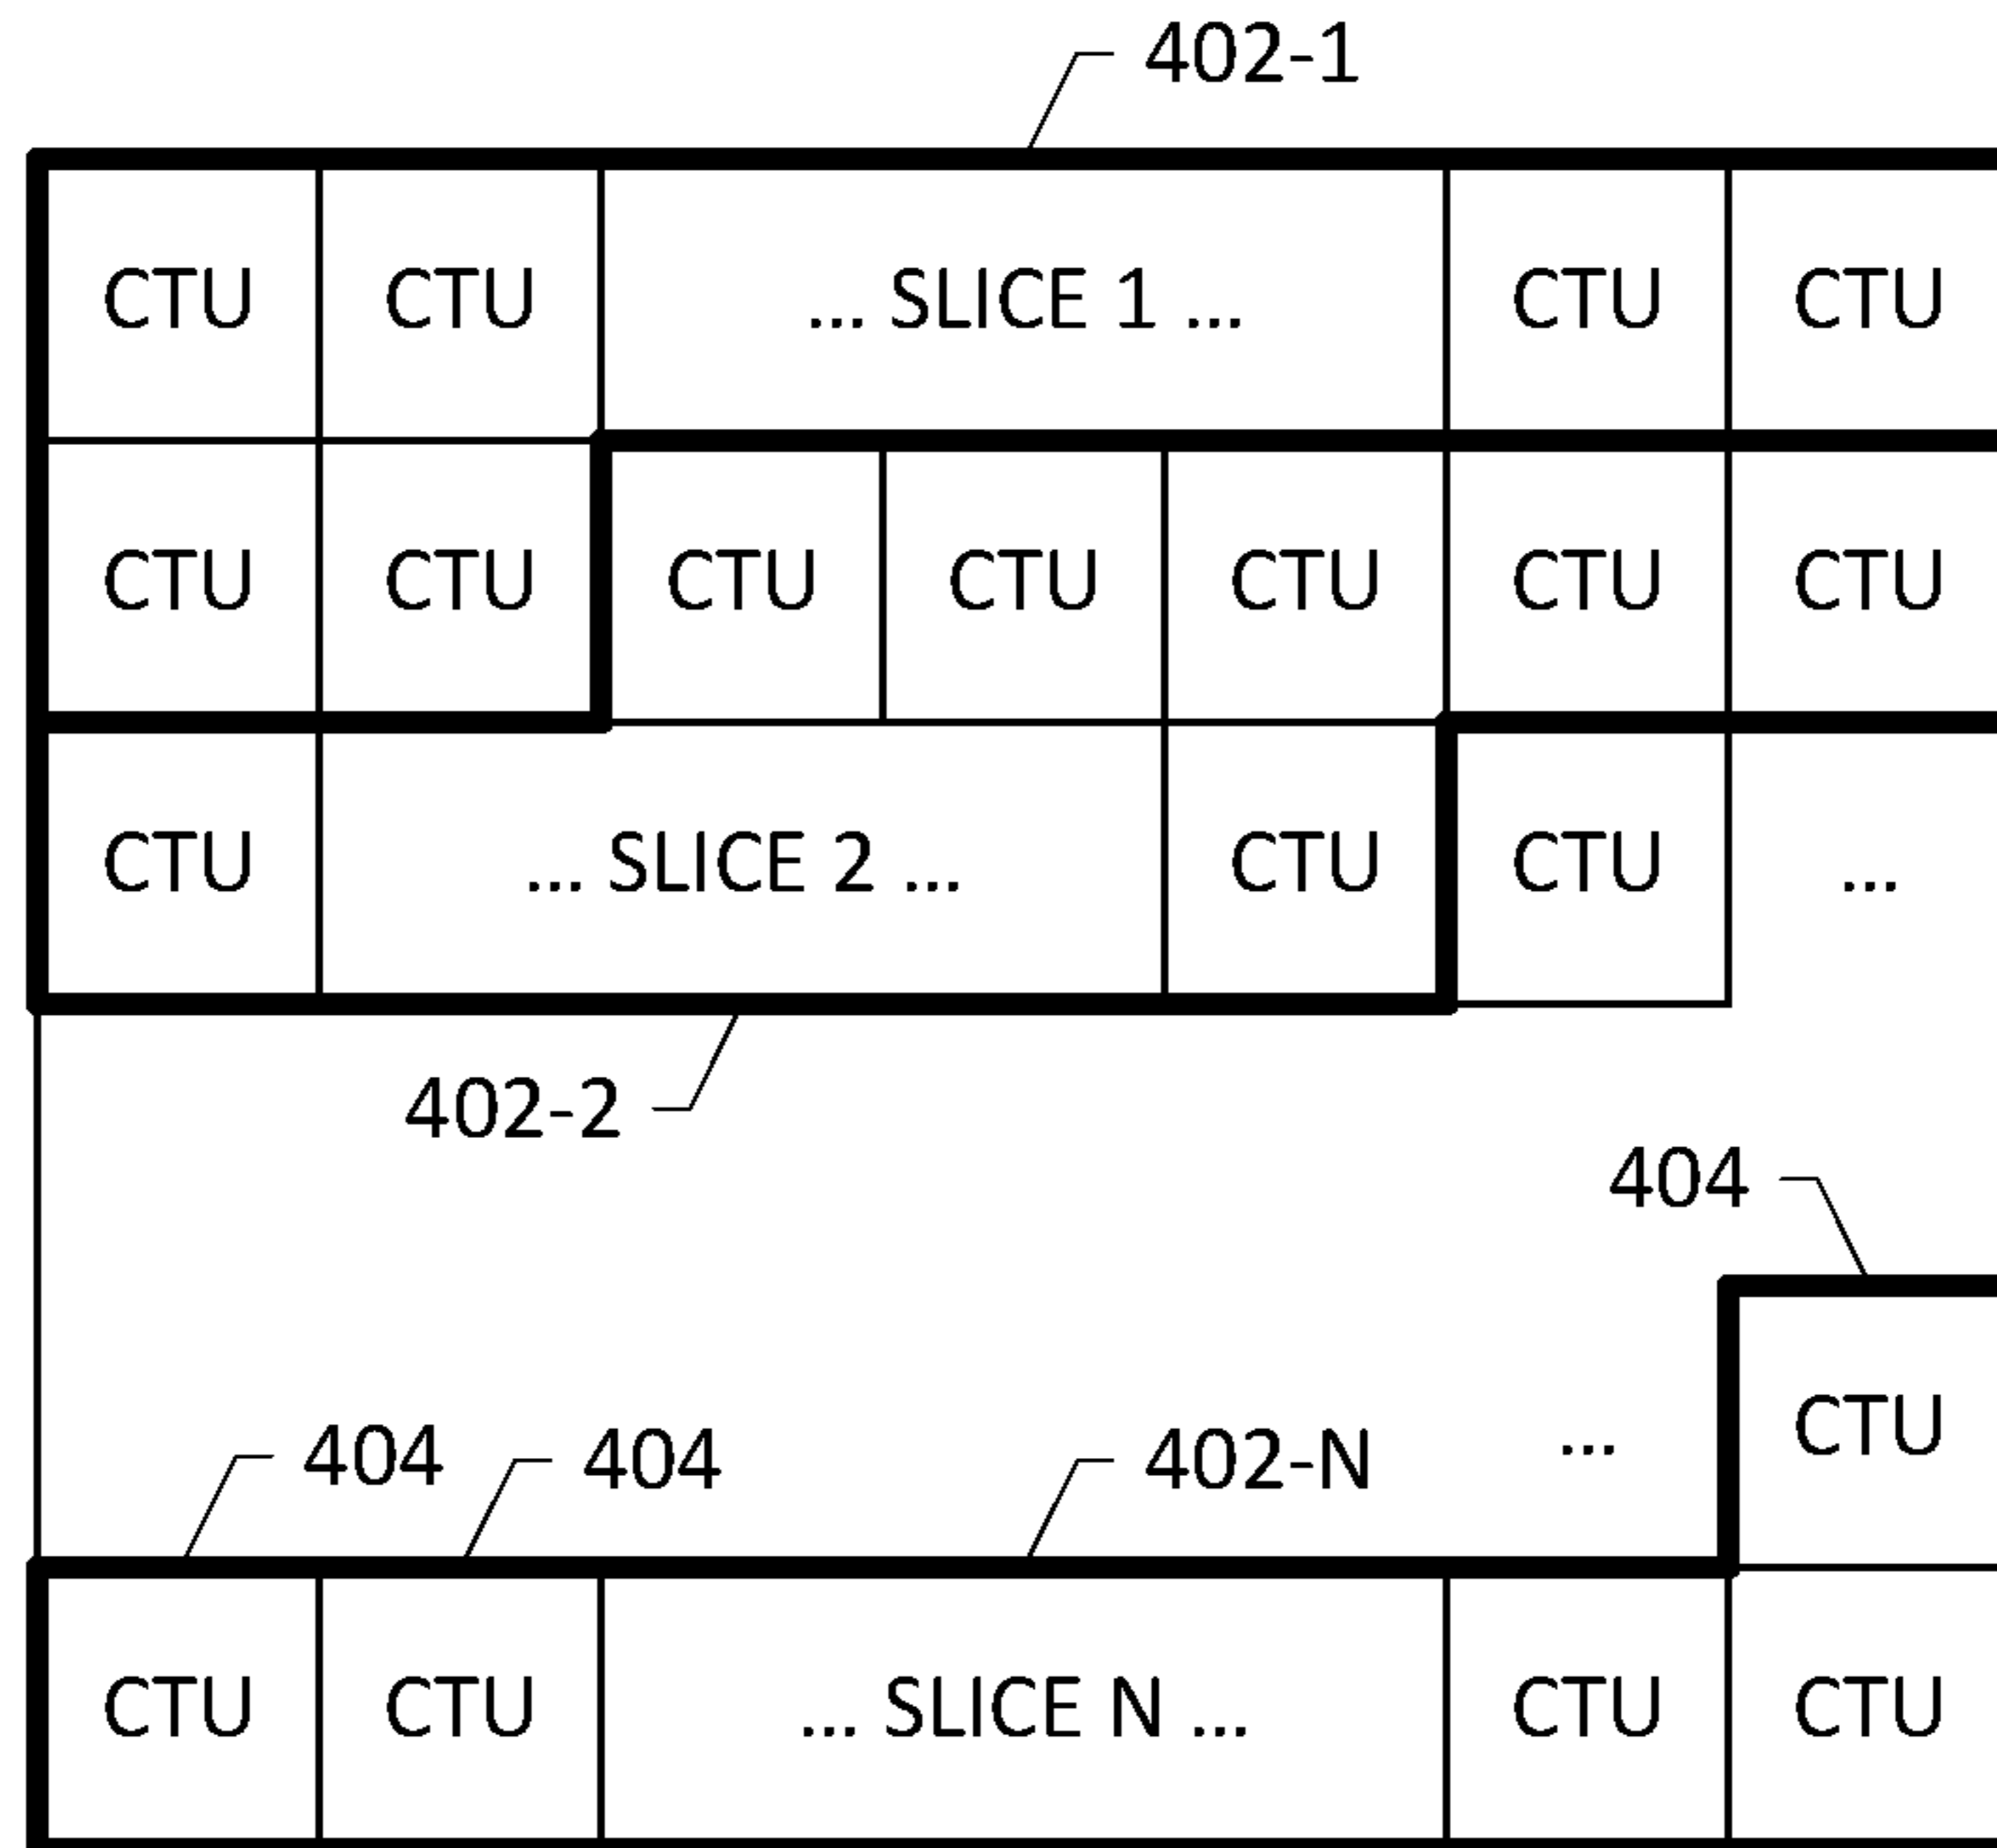 402-1
CTU CTU ... SLICE 1 ... CTU CTU
CTU CTU CTU CTU CTU CTU CTU
CTU ... SLICE 2 ... CTU CTU ...
402-2
404
... CTU
404 404 402-N
CTU CTU ... SLICE N ... CTU CTU